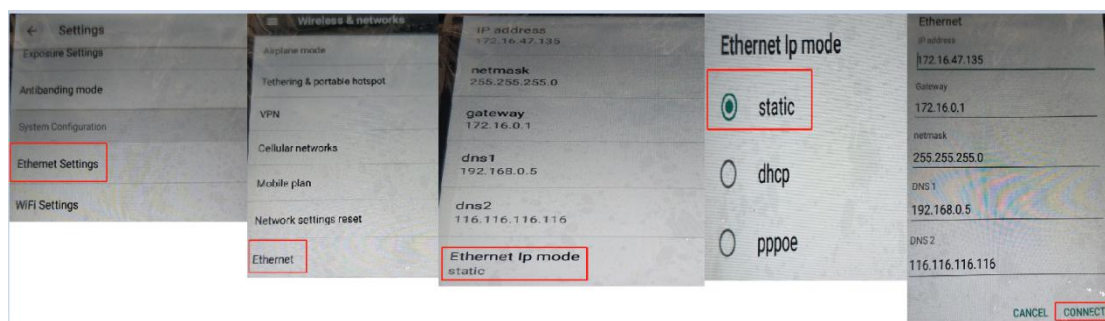 Settings
Exposure Settings
Antibanding mode
System Configuration
Ethernet Settings
WiFi Settings
Wireless & networks
Airplane mode
Tethering & portable hotspot
VPN
Cellular networks
Mobile plan
Network settings reset
Ethernet
IP address
172.16.47.135
netmask
255.255.255.0
gateway
172.16.0.1
dns1
192.168.0.5
dns2
116.116.116.116
Ethernet Ip mode
static
Ethernet Ip mode
static
dhcp
pppoe
Ethernet
IP address
172.16.47.135
Gateway
172.16.0.1
netmask
255.255.255.0
DNS 1
192.168.0.5
DNS 2
116.116.116.116
CANCEL CONNECT